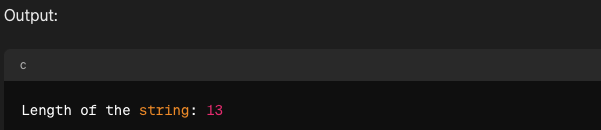 Output:
c
Length of the string: 13